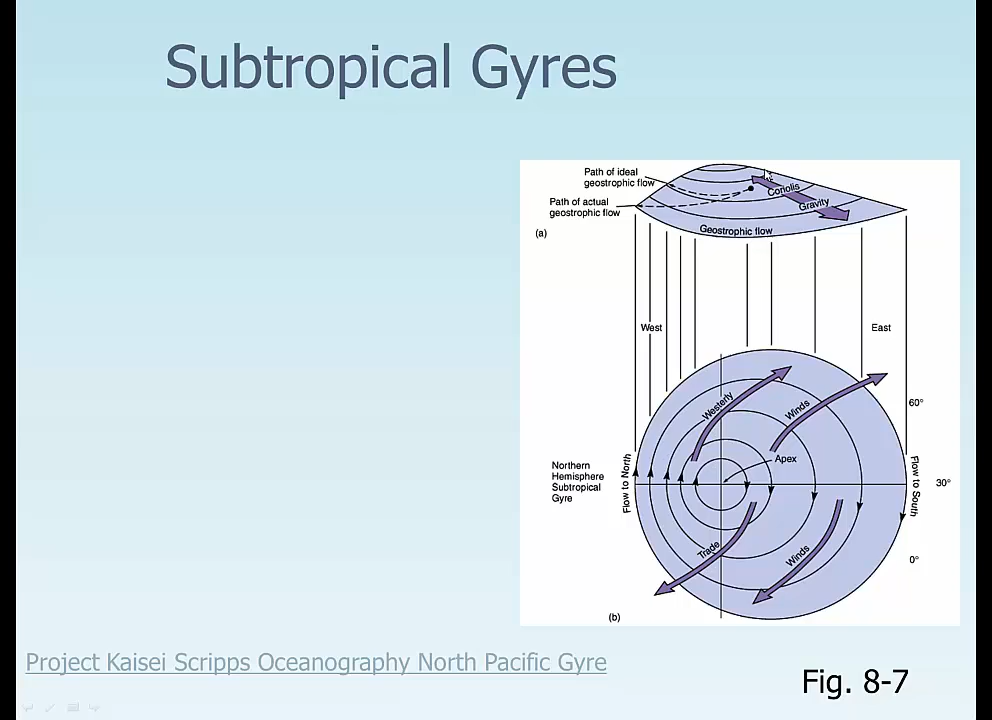 Subtropical Gyres
Path of ideal
geostrophic flow
Coriolis
Path of actual
geostrophic flow
Gravity
(a)
Geostrophic flow
West
East
60°
Westerly
Winds
Apex
Northern
Hemisphere
Subtropical
Gyre
Flow to North
Flow to South
30°
Trade
Winds
0°
(b)
Project Kaisei Scripps Oceanography North Pacific Gyre
Fig. 8-7